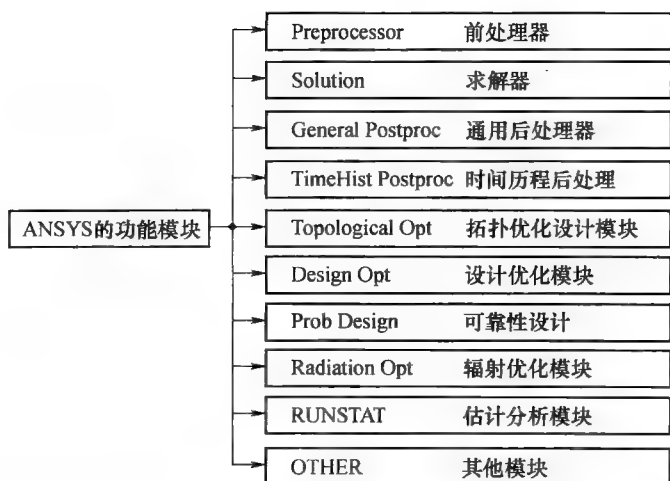 Preprocessor 前处理器
Solution 求解器
General Postproc 通用后处理器
TimeHist Postproc 时间历程后处理
ANSYS的功能模块
Topological Opt 拓扑优化设计模块
Design Opt 设计优化模块
Prob Design 可靠性设计
Radiation Opt 辐射优化模块
RUNSTAT 估计分析模块
OTHER 其他模块